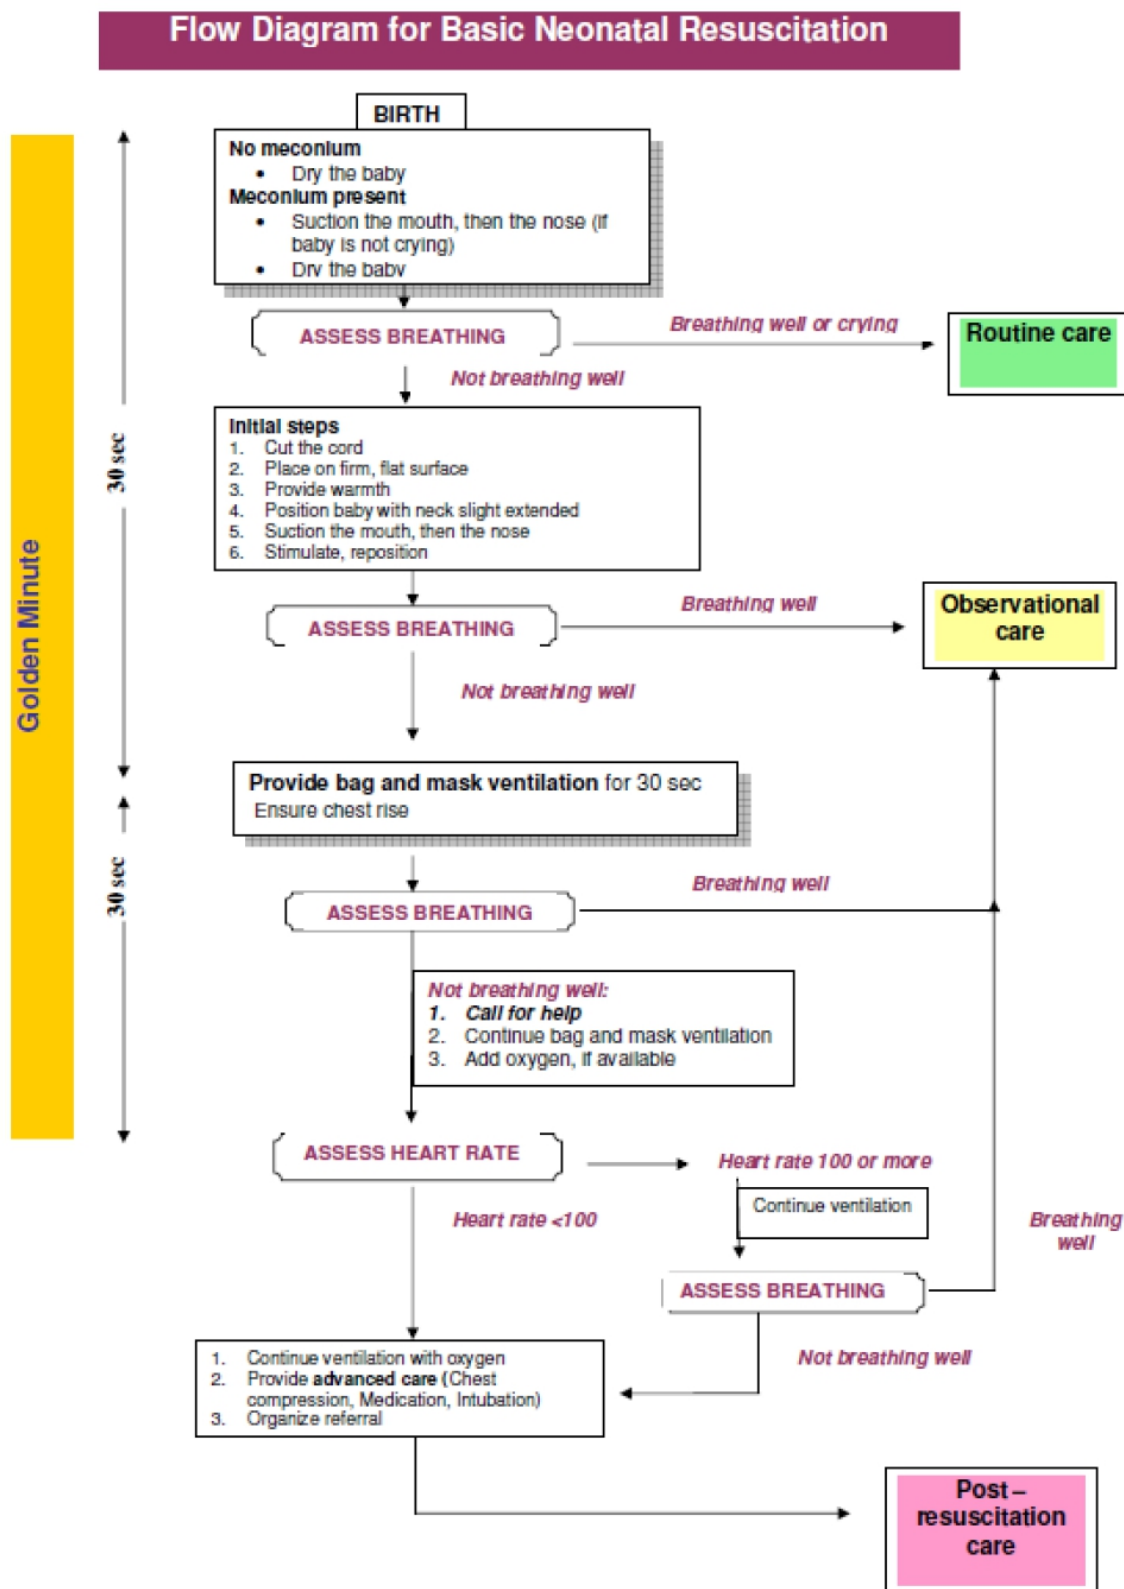 Flow Diagram for Basic Neonatal Resuscitation
BIRTH
No meconium
• Dry the baby
Meconium present
• Suction the mouth, then the nose (if
baby is not crying)
• Dry the baby
ASSESS BREATHING
Breathing well or crying
Routine care
Not breathing well
Initial steps
1. Cut the cord
2. Place on firm, flat surface
3. Provide warmth
4. Position baby with neck slight extended
5. Suction the mouth, then the nose
6. Stimulate, reposition
30 sec
Golden Minute
ASSESS BREATHING
Breathing well
Observational
care
Not breathing well
Provide bag and mask ventilation for 30 sec
Ensure chest rise
30 sec
ASSESS BREATHING
Breathing well
Not breathing well:
1. Call for help
2. Continue bag and mask ventilation
3. Add oxygen, if available
ASSESS HEART RATE
Heart rate 100 or more
Heart rate <100
Continue ventilation
Breathing
well
ASSESS BREATHING
Not breathing well
1. Continue ventilation with oxygen
2. Provide advanced care (Chest
compression, Medication, Intubation)
3. Organize referral
Post –
resuscitation
care